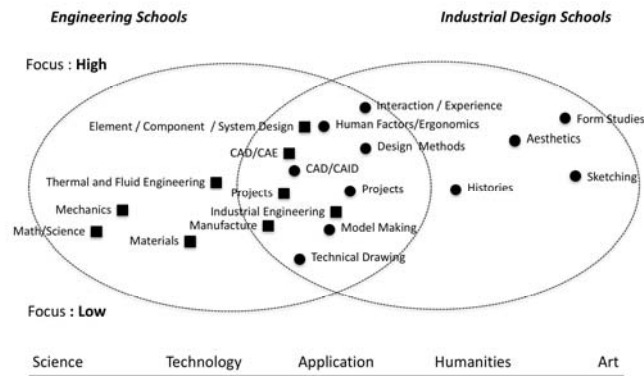 Engineering Schools
Industrial Design Schools
Focus : High
Interaction / Experience
Form Studies
Element / Component / System Design
Human Factors/Ergonomics
Aesthetics
CAD/CAE
Design Methods
CAD/CAID
Sketching
Thermal and Fluid Engineering
Projects
Projects
Histories
Mechanics
Industrial Engineering
Math/Science
Manufacture
Model Making
Materials
Technical Drawing
Focus : Low
Science
Technology
Application
Humanities
Art